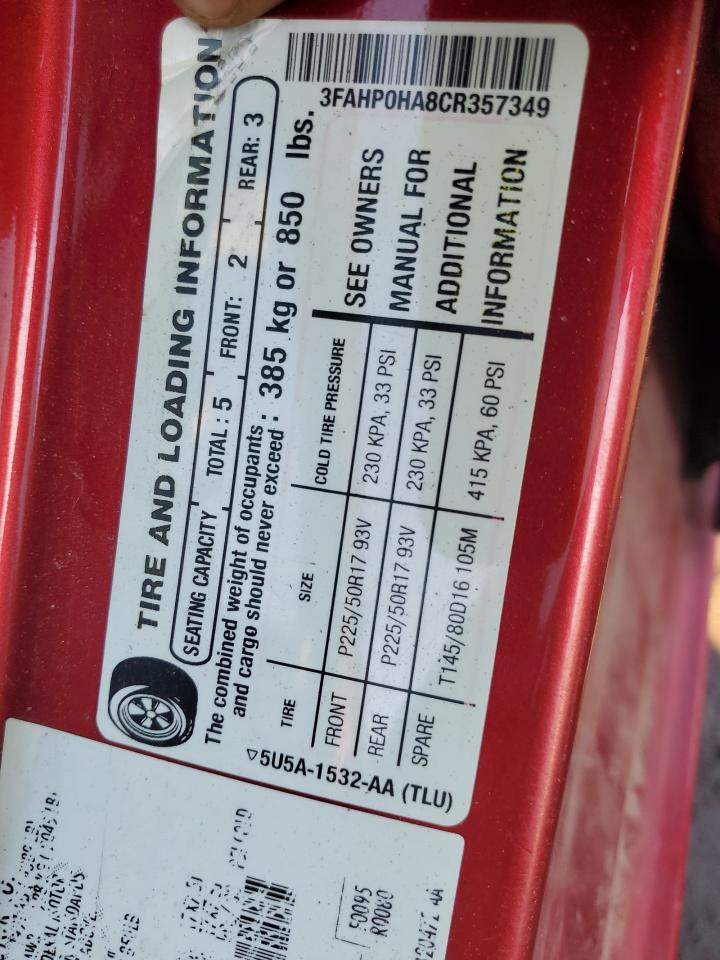 TIRE AND LOADING INFORMATION
SEATING CAPACITY TOTAL: 5 FRONT: 2 REAR: 3
The combined weight of occupants
and cargo should never exceed : 385 kg or 850 lbs.
TIRE SIZE COLD TIRE PRESSURE
FRONT P225/50R17 93V 230 KPA, 33 PSI
REAR P225/50R17 93V 230 KPA, 33 PSI
SPARE T145/80D16 105M 415 KPA, 60 PSI
SEE OWNERS
MANUAL FOR
ADDITIONAL
INFORMATION
5U5A-1532-AA (TLU)
3FAHP0HA8CR357349
F0095
R0080